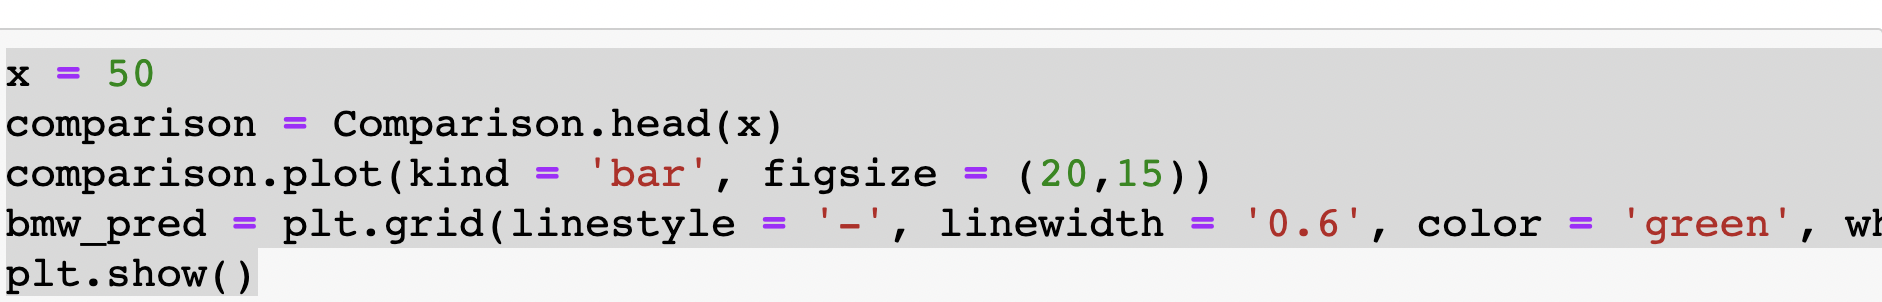 x = 50
comparison = Comparison.head(x)
comparison.plot(kind = 'bar', figsize = (20,15))
bmw_pred = plt.grid(linestyle = '-', linewidth = '0.6', color = 'green', wh
plt.show()